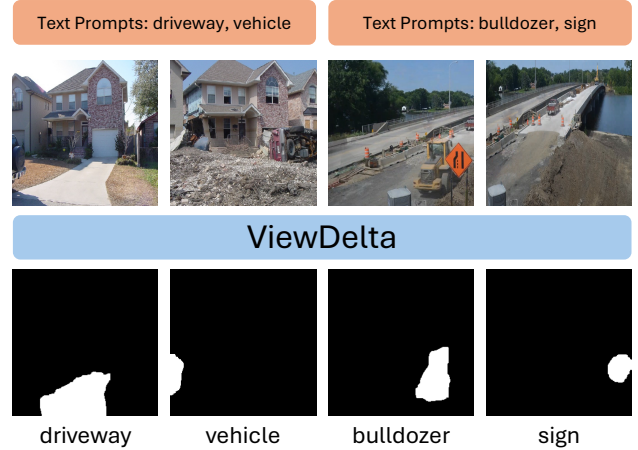 Text Prompts: driveway, vehicle
Text Prompts: bulldozer, sign
ViewDelta
driveway
vehicle
bulldozer
sign